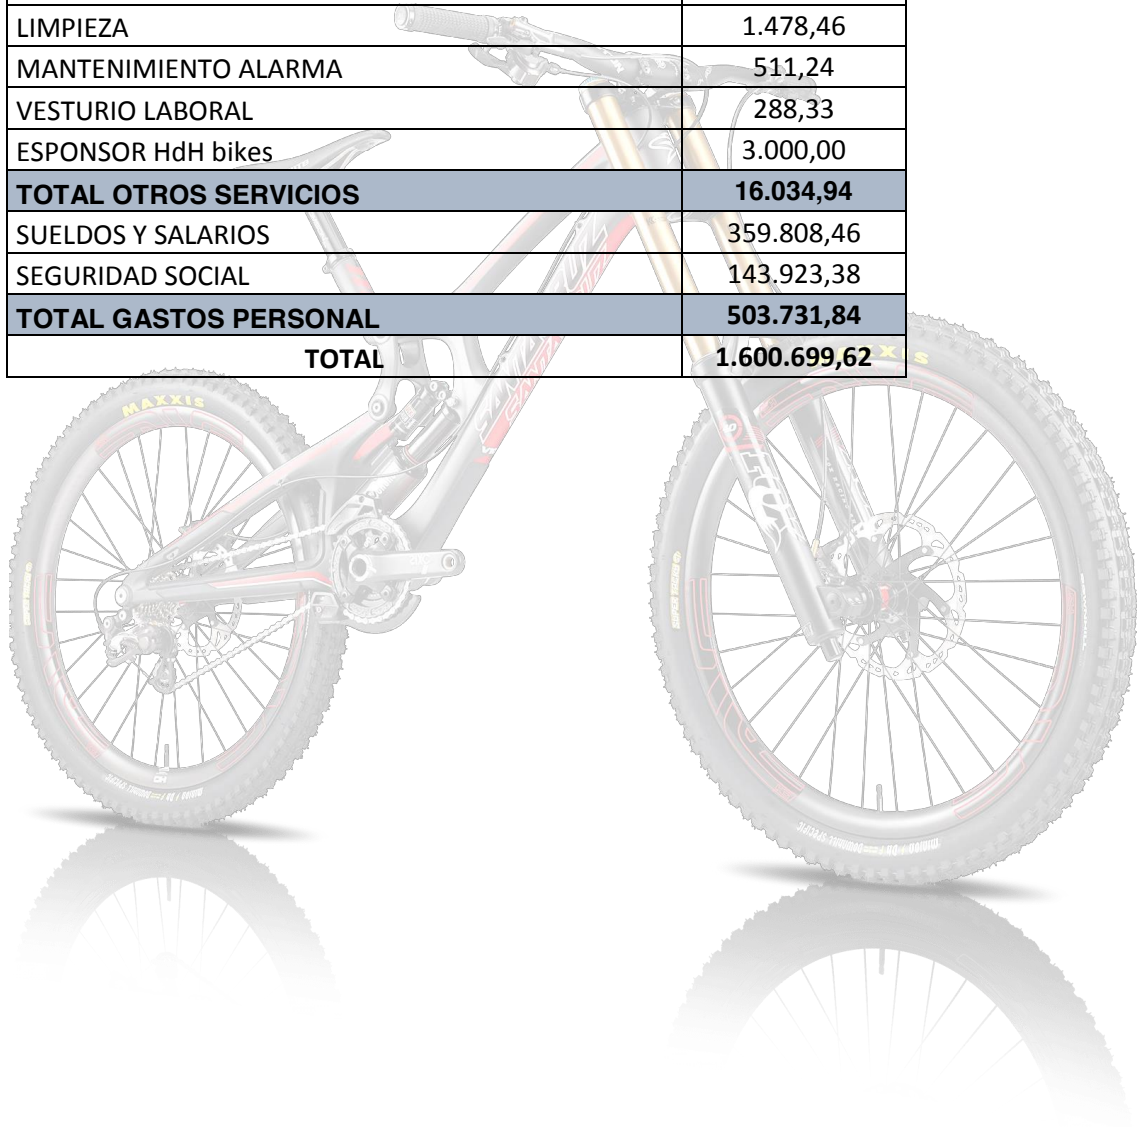 LIMPIEZA 1.478,46
MANTENIMIENTO ALARMA 511,24
VESTURIO LABORAL 288,33
ESPONSOR HdH bikes 3.000,00
TOTAL OTROS SERVICIOS 16.034,94
SUELDOS Y SALARIOS 359.808,46
SEGURIDAD SOCIAL 143.923,38
TOTAL GASTOS PERSONAL 503.731,84
TOTAL 1.600.699,62
MAXXIS
MAXXIS